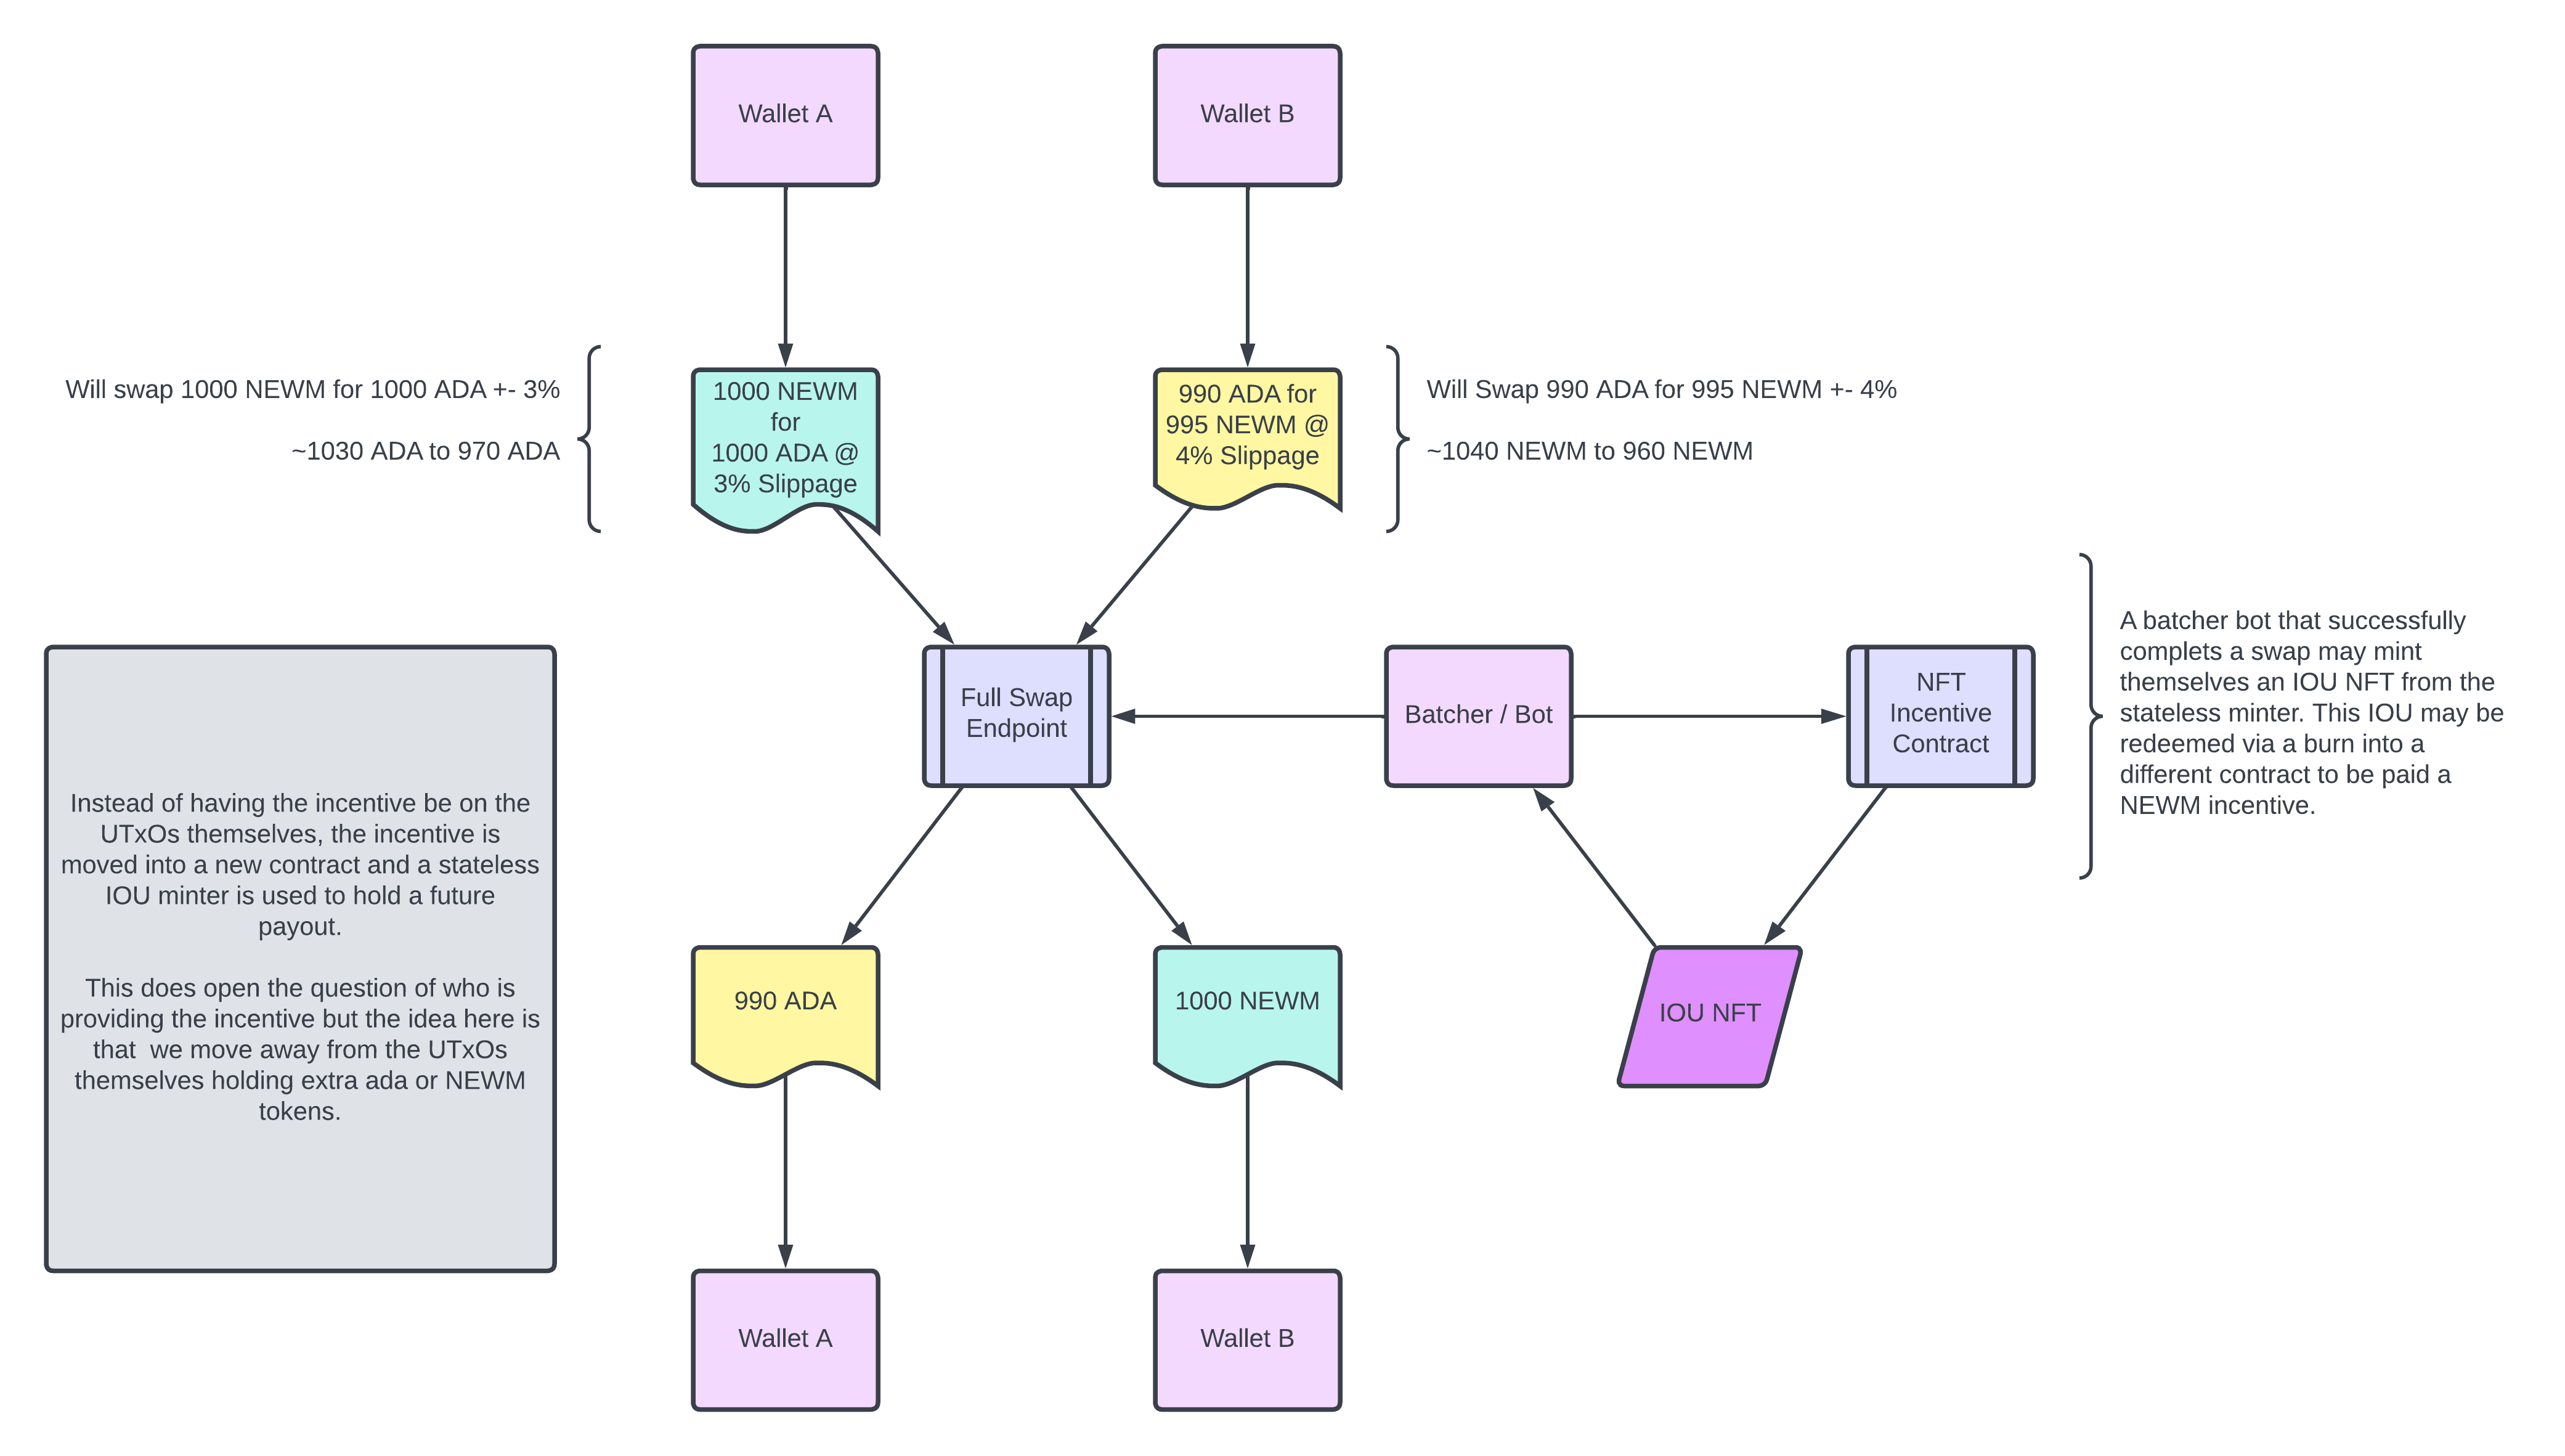 Wallet A
Wallet B
Will swap 1000 NEWM for 1000 ADA +- 3%
~1030 ADA to 970 ADA
1000 NEWM
for
1000 ADA @
3% Slippage
990 ADA for
995 NEWM @
4% Slippage
Will Swap 990 ADA for 995 NEWM +- 4%
~1040 NEWM to 960 NEWM
Full Swap
Endpoint
Batcher / Bot
NFT
Incentive
Contract
A batcher bot that successfully
complets a swap may mint
themselves an IOU NFT from the
stateless minter. This IOU may be
redeemed via a burn into a
different contract to be paid a
NEWM incentive.
Instead of having the incentive be on the
UTxOs themselves, the incentive is
moved into a new contract and a stateless
IOU minter is used to hold a future
payout.
This does open the question of who is
providing the incentive but the idea here is
that  we move away from the UTxOs
themselves holding extra ada or NEWM
tokens.
990 ADA
1000 NEWM
IOU NFT
Wallet A
Wallet B